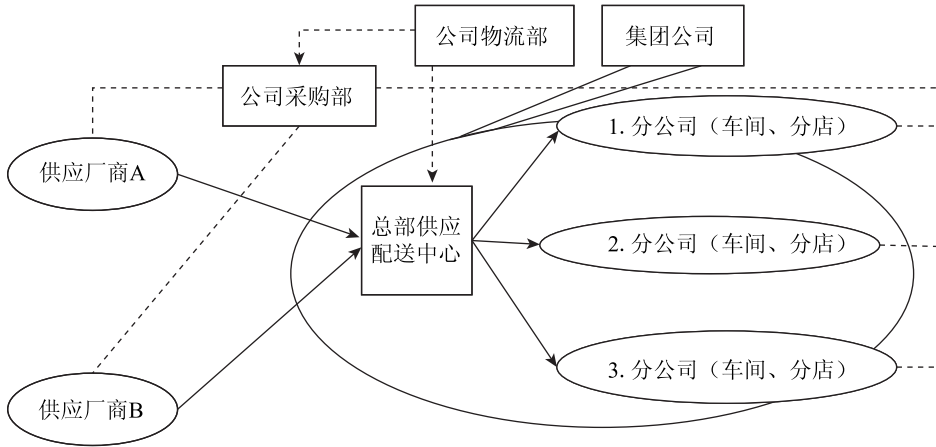 公司物流部
集团公司
公司采购部
1. 分公司（车间、分店）
供应厂商A
总部供应
配送中心
2. 分公司（车间、分店）
3. 分公司（车间、分店）
供应厂商B